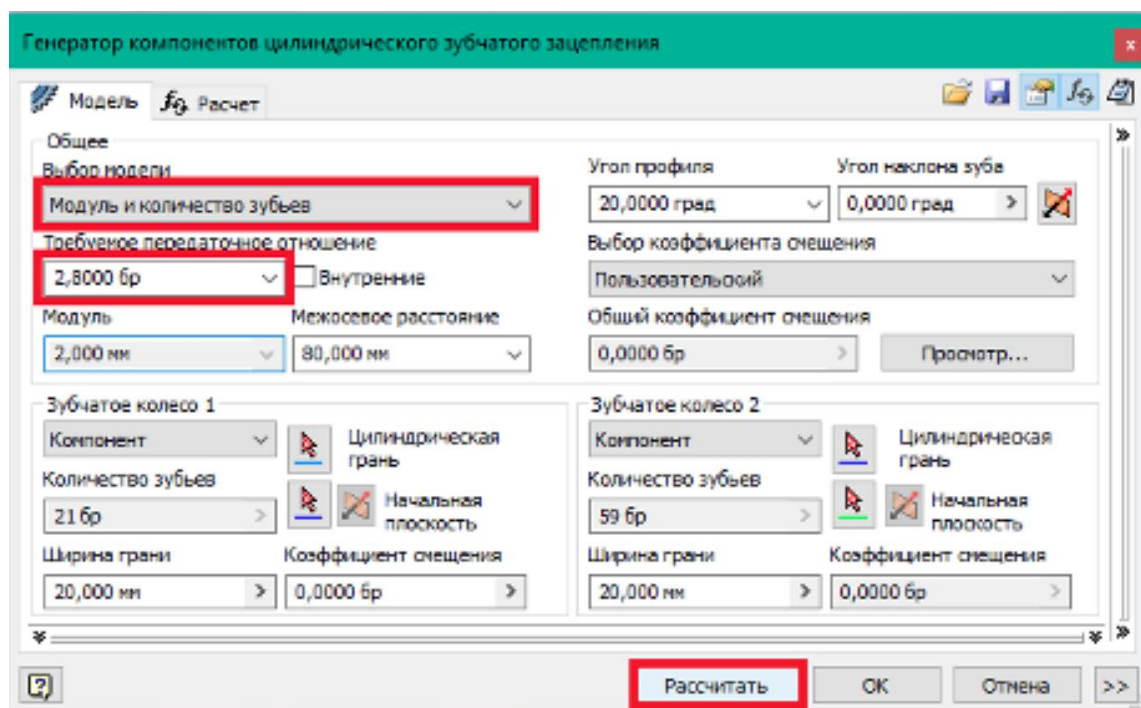 Генератор компонентов цилиндрического зубчатого зацепления
Модель
Расчет
Общее
Выбор модели
Модуль и количество зубьев
Угол профиля
Угол наклона зуба
20,0000 град
0,0000 град
Требуемое передаточное отношение
Выбор коэффициента смещения
2,8000 бр
Внутренние
Пользовательский
Модуль
Межосевое расстояние
Общий коэффициент смещения
2,000 мм
80,000 мм
0,0000 бр
Просмотр...
Зубчатое колесо 1
Компонент
Цилиндрическая
грань
Количество зубьев
21 бр
Начальная
плоскость
Ширина грани
Коэффициент смещения
20,000 мм
0,0000 бр
Зубчатое колесо 2
Компонент
Цилиндрическая
грань
Количество зубьев
59 бр
Начальная
плоскость
Ширина грани
Коэффициент смещения
20,000 мм
0,0000 бр
Рассчитать
ОК
Отмена
>>